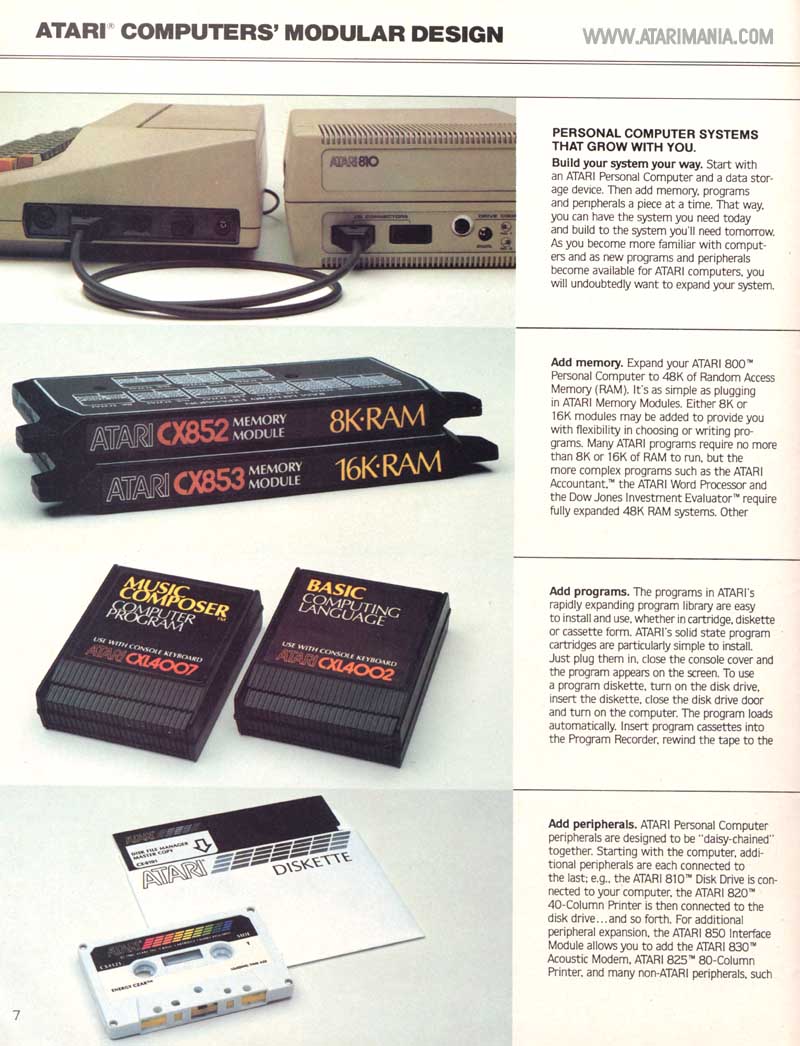 ATARI® COMPUTERS' MODULAR DESIGN
WWW.ATARIMANIA.COM
ATARI 810
I/O CONNECTORS
PERSONAL COMPUTER SYSTEMS
THAT GROW WITH YOU.
Build your system your way. Start with
an ATARI Personal Computer and a data stor-
age device. Then add memory, programs
and peripherals a piece at a time. That way,
you can have the system you need today
and build to the system you'll need tomorrow.
As you become more familiar with comput-
ers and as new programs and peripherals
become available for ATARI computers, you
will undoubtedly want to expand your system.
ATARI CX852 MEMORY MODULE 8K·RAM
ATARI CX853 MEMORY MODULE 16K·RAM
Add memory. Expand your ATARI 800™
Personal Computer to 48K of Random Access
Memory (RAM). It's as simple as plugging
in ATARI Memory Modules. Either 8K or
16K modules may be added to provide you
with flexibility in choosing or writing pro-
grams. Many ATARI programs require no more
than 8K or 16K of RAM to run, but the
more complex programs such as the ATARI
Accountant,™ the ATARI Word Processor and
the Dow Jones Investment Evaluator™ require
fully expanded 48K RAM systems. Other
MUSIC
COMPOSER™
COMPUTER
PROGRAM
USE WITH CONSOLE KEYBOARD
ATARI CXL4007
BASIC
COMPUTING
LANGUAGE
USE WITH CONSOLE KEYBOARD
ATARI CXL4002
Add programs. The programs in ATARI's
rapidly expanding program library are easy
to install and use, whether in cartridge, diskette
or cassette form. ATARI's solid state program
cartridges are particularly simple to install.
Just plug them in, close the console cover and
the program appears on the screen. To use
a program diskette, turn on the disk drive,
insert the diskette, close the disk drive door
and turn on the computer. The program loads
automatically. Insert program cassettes into
the Program Recorder, rewind the tape to the
ATARI
DISK FILE MANAGER
MASTER COPY
CX8101
ATARI®
DISKETTE
ATARI
CX4121
SIDE
1
ENERGY CZAR™
Add peripherals. ATARI Personal Computer
peripherals are designed to be "daisy-chained"
together. Starting with the computer, addi-
tional peripherals are each connected to
the last; e.g., the ATARI 810™ Disk Drive is con-
nected to your computer, the ATARI 820™
40-Column Printer is then connected to the
disk drive...and so forth. For additional
peripheral expansion, the ATARI 850 Interface
Module allows you to add the ATARI 830™
Acoustic Modem, ATARI 825™ 80-Column
Printer, and many non-ATARI peripherals, such
7